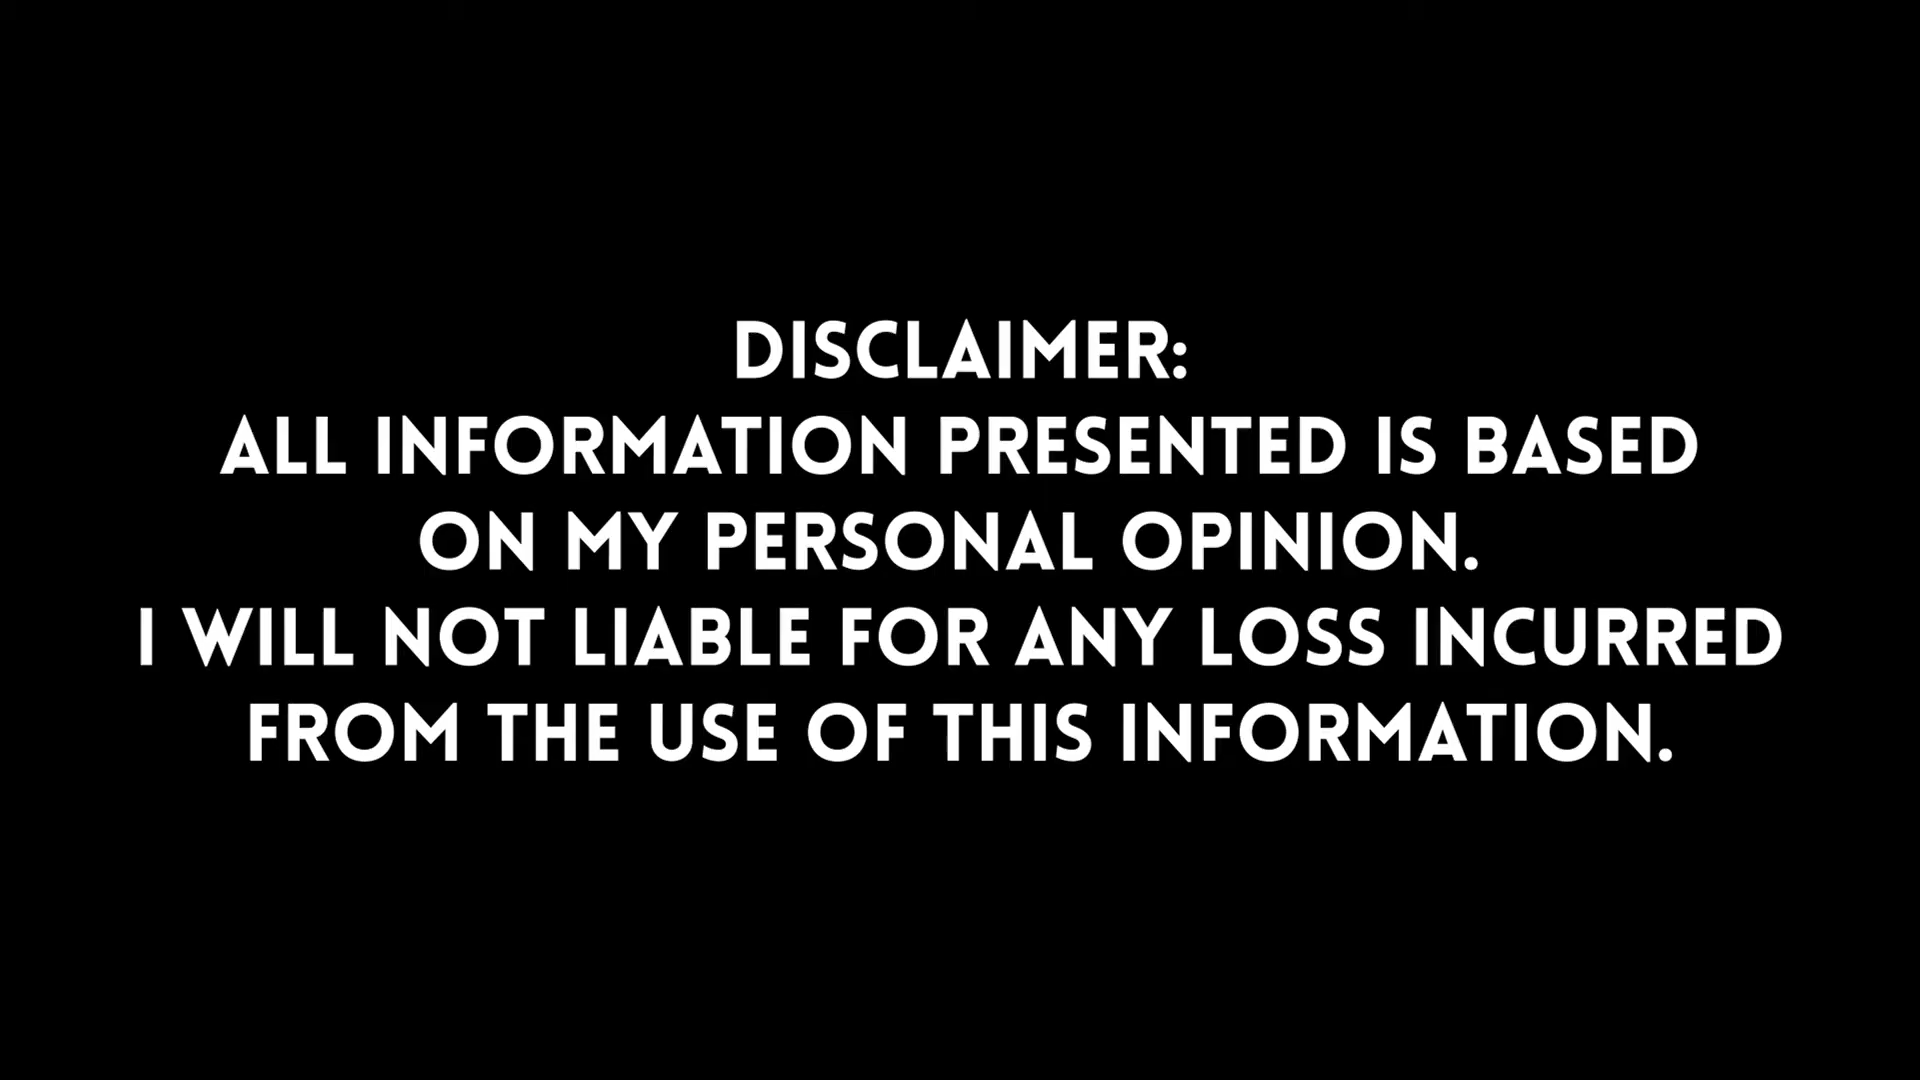 DISCLAIMER:
ALL INFORMATION PRESENTED IS BASED
ON MY PERSONAL OPINION.
I WILL NOT LIABLE FOR ANY LOSS INCURRED
FROM THE USE OF THIS INFORMATION.